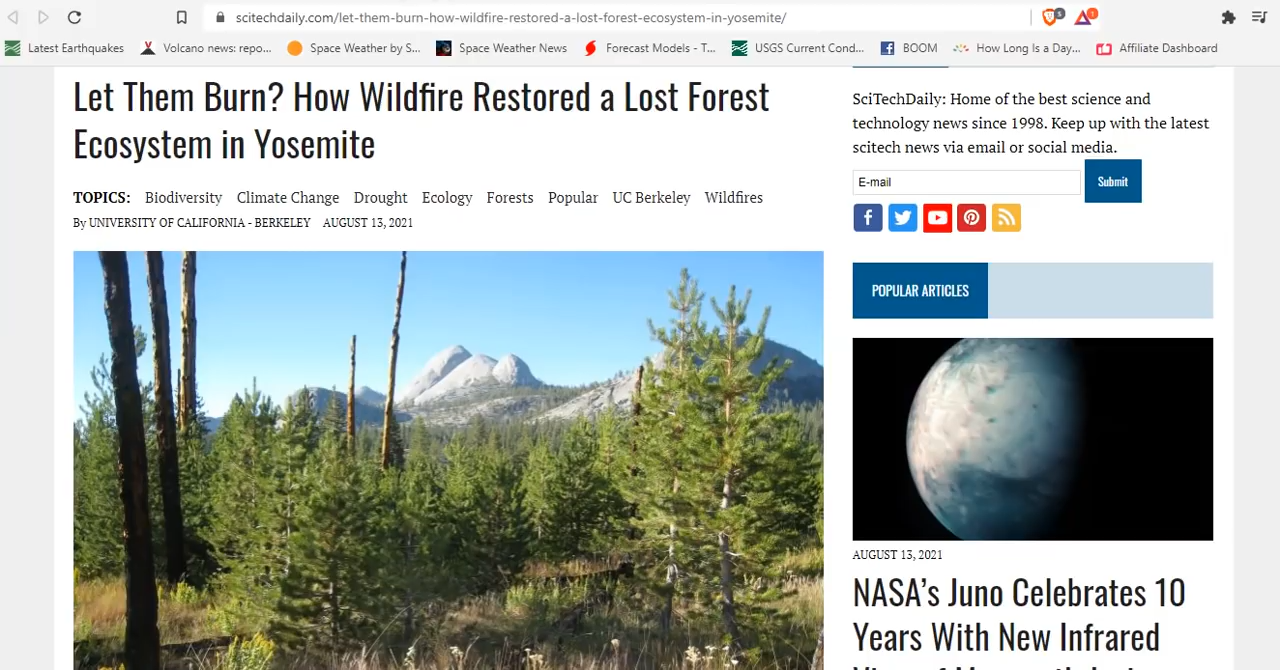 scitechdaily.com/let-them-burn-how-wildfire-restored-a-lost-forest-ecosystem-in-yosemite/
5
1
Latest Earthquakes
Volcano news: repo...
Space Weather by S...
Space Weather News
Forecast Models - T...
USGS Current Cond...
BOOM
How Long Is a Day...
Affiliate Dashboard
Let Them Burn? How Wildfire Restored a Lost Forest
Ecosystem in Yosemite
TOPICS: Biodiversity Climate Change Drought Ecology Forests Popular UC Berkeley Wildfires
By UNIVERSITY OF CALIFORNIA - BERKELEY AUGUST 13, 2021
SciTechDaily: Home of the best science and
technology news since 1998. Keep up with the latest
scitech news via email or social media.
E-mail
Submit
POPULAR ARTICLES
AUGUST 13, 2021
NASA's Juno Celebrates 10
Years With New Infrared